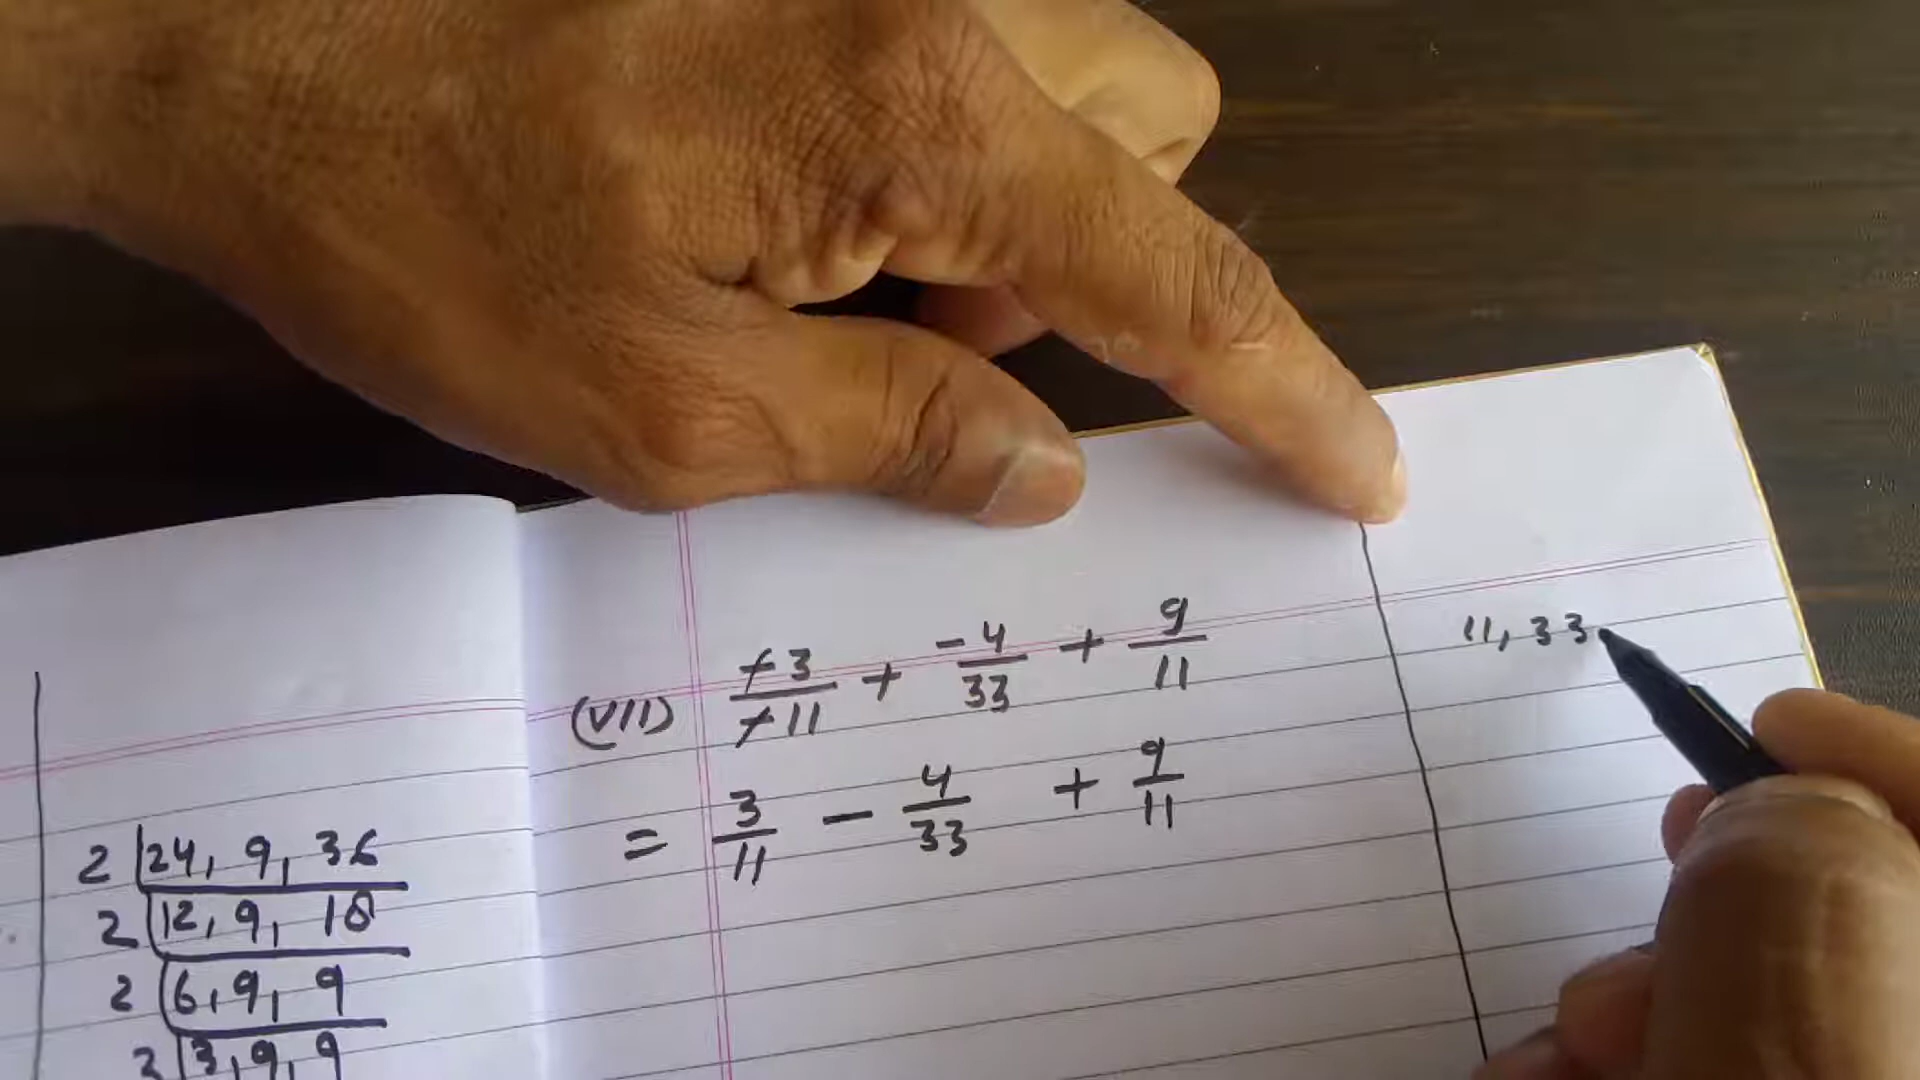 2 | 24, 9, 36
2 | 12, 9, 18
2 | 6, 9, 9
3 | 3, 9, 9
(VII) -3/-11 + -4/33 + 9/11
= 3/11 - 4/33 + 9/11
11, 33